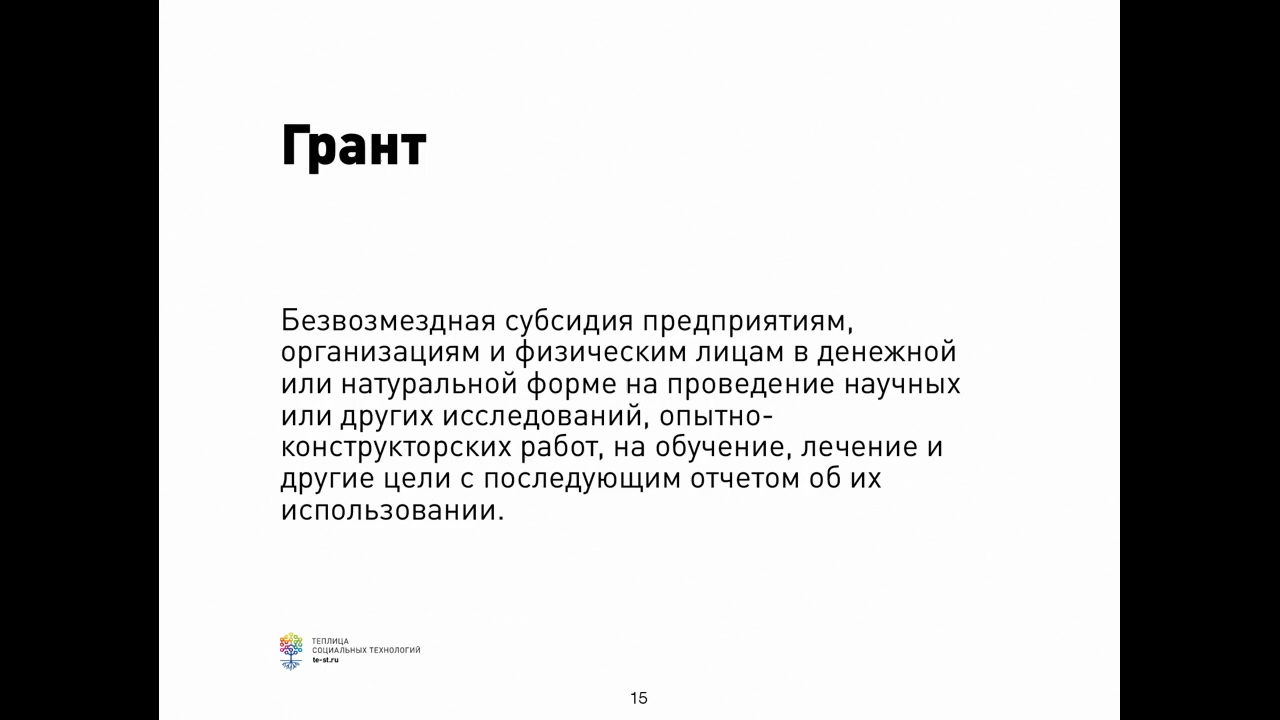 Грант
Безвозмездная субсидия предприятиям,
организациям и физическим лицам в денежной
или натуральной форме на проведение научных
или других исследований, опытно-
конструкторских работ, на обучение, лечение и
другие цели с последующим отчетом об их
использовании.
ТЕПЛИЦА
СОЦИАЛЬНЫХ ТЕХНОЛОГИЙ
te-st.ru
15